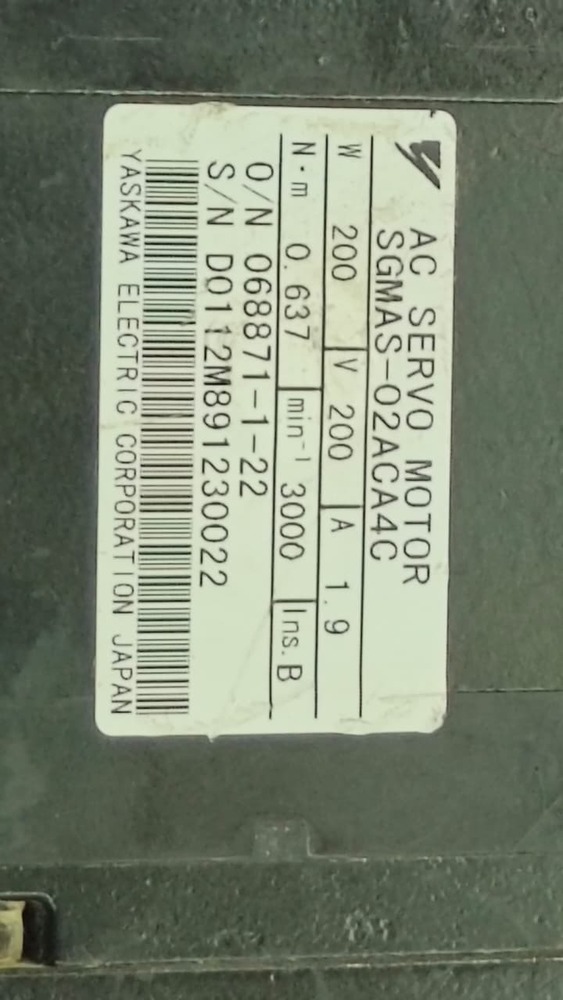 AC SERVO MOTOR
SGMAS-02ACA4C
W 200 V 200 A 1.9
N·m 0.637 min⁻¹ 3000 Ins. B
O/N 068871-1-22
S/N D0112M891230022
YASKAWA ELECTRIC CORPORATION JAPAN